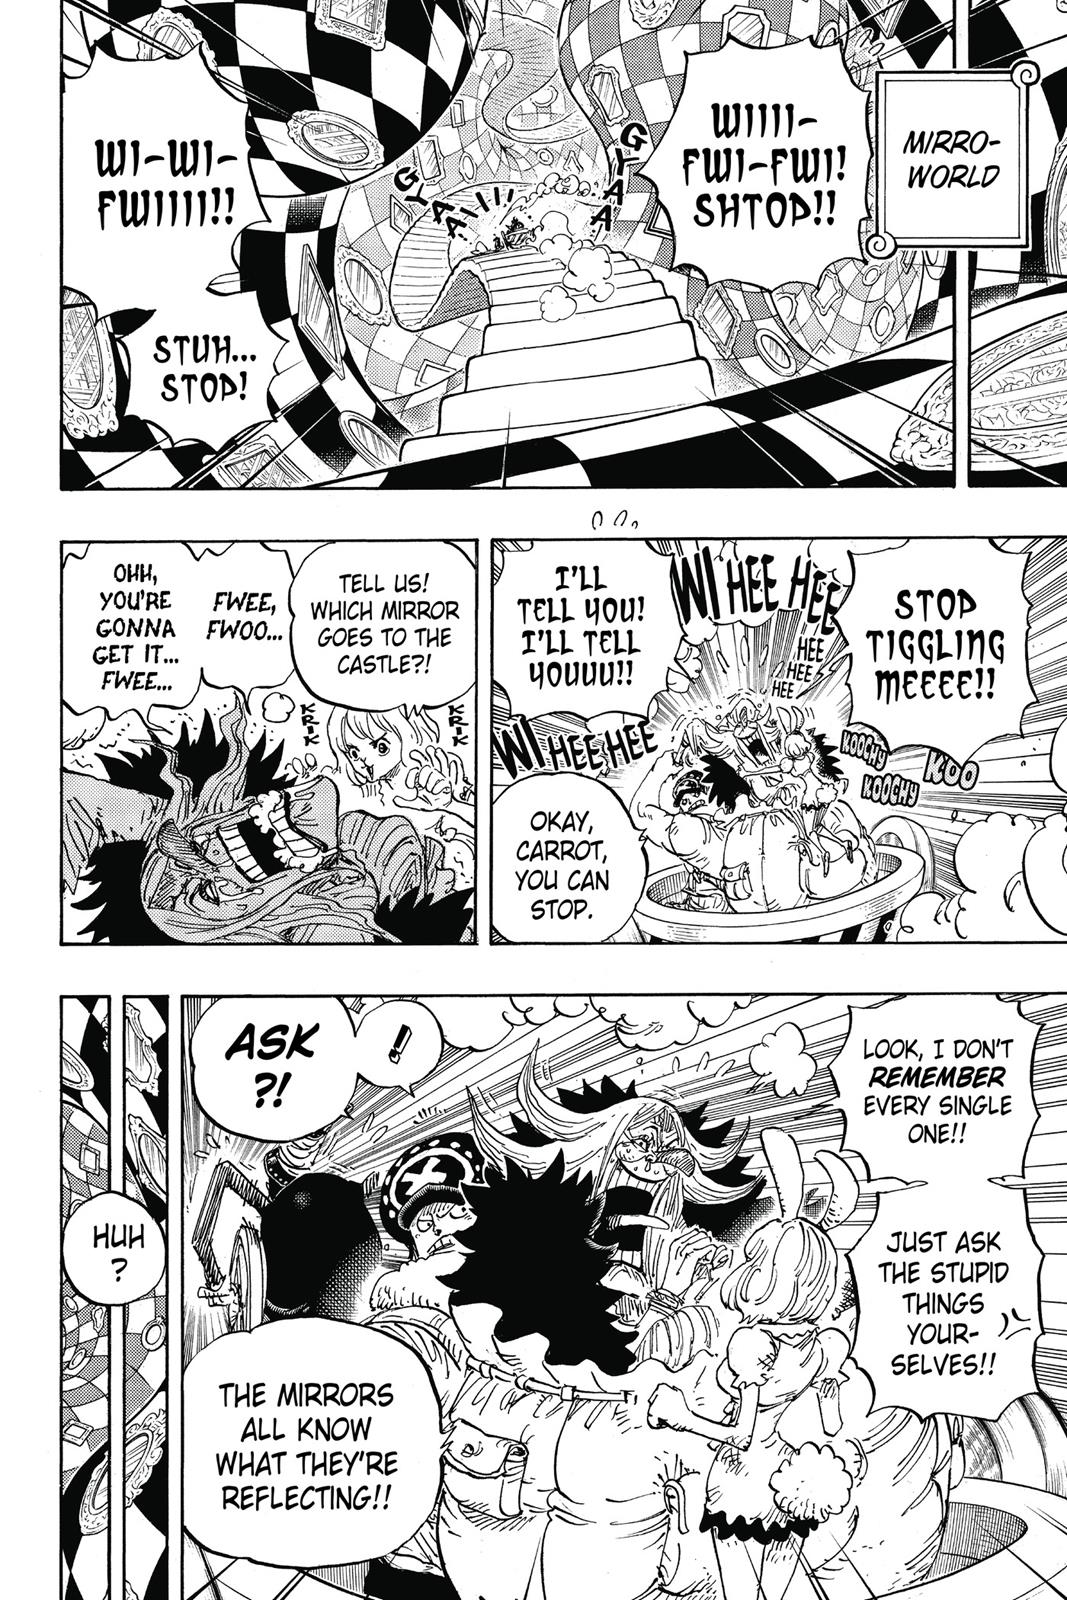 MIRRO-
WORLD
WIIII-
FWI-FWI!
SHTOP!!
GYAA
GYAAIIII!
WI-WI-
FWIIII!!
STUH...
STOP!
STOP
TIGGLING
MEEEE!!
WI HEE HEE
HEE
HEE
HEE
I'LL
TELL YOU!
I'LL TELL
YOUUU!!
KOOCHY
KOOCHY
KOO
WI HEE HEE
OKAY,
CARROT,
YOU CAN
STOP.
TELL US!
WHICH MIRROR
GOES TO THE
CASTLE?!
KRIK
KRIK
FWEE,
FWOO...
OHH,
YOU'RE
GONNA
GET IT...
FWEE...
LOOK, I DON'T
REMEMBER
EVERY SINGLE
ONE!!
JUST ASK
THE STUPID
THINGS
YOUR-
SELVES!!
!
ASK
?!
THE MIRRORS
ALL KNOW
WHAT THEY'RE
REFLECTING!!
HUH
?